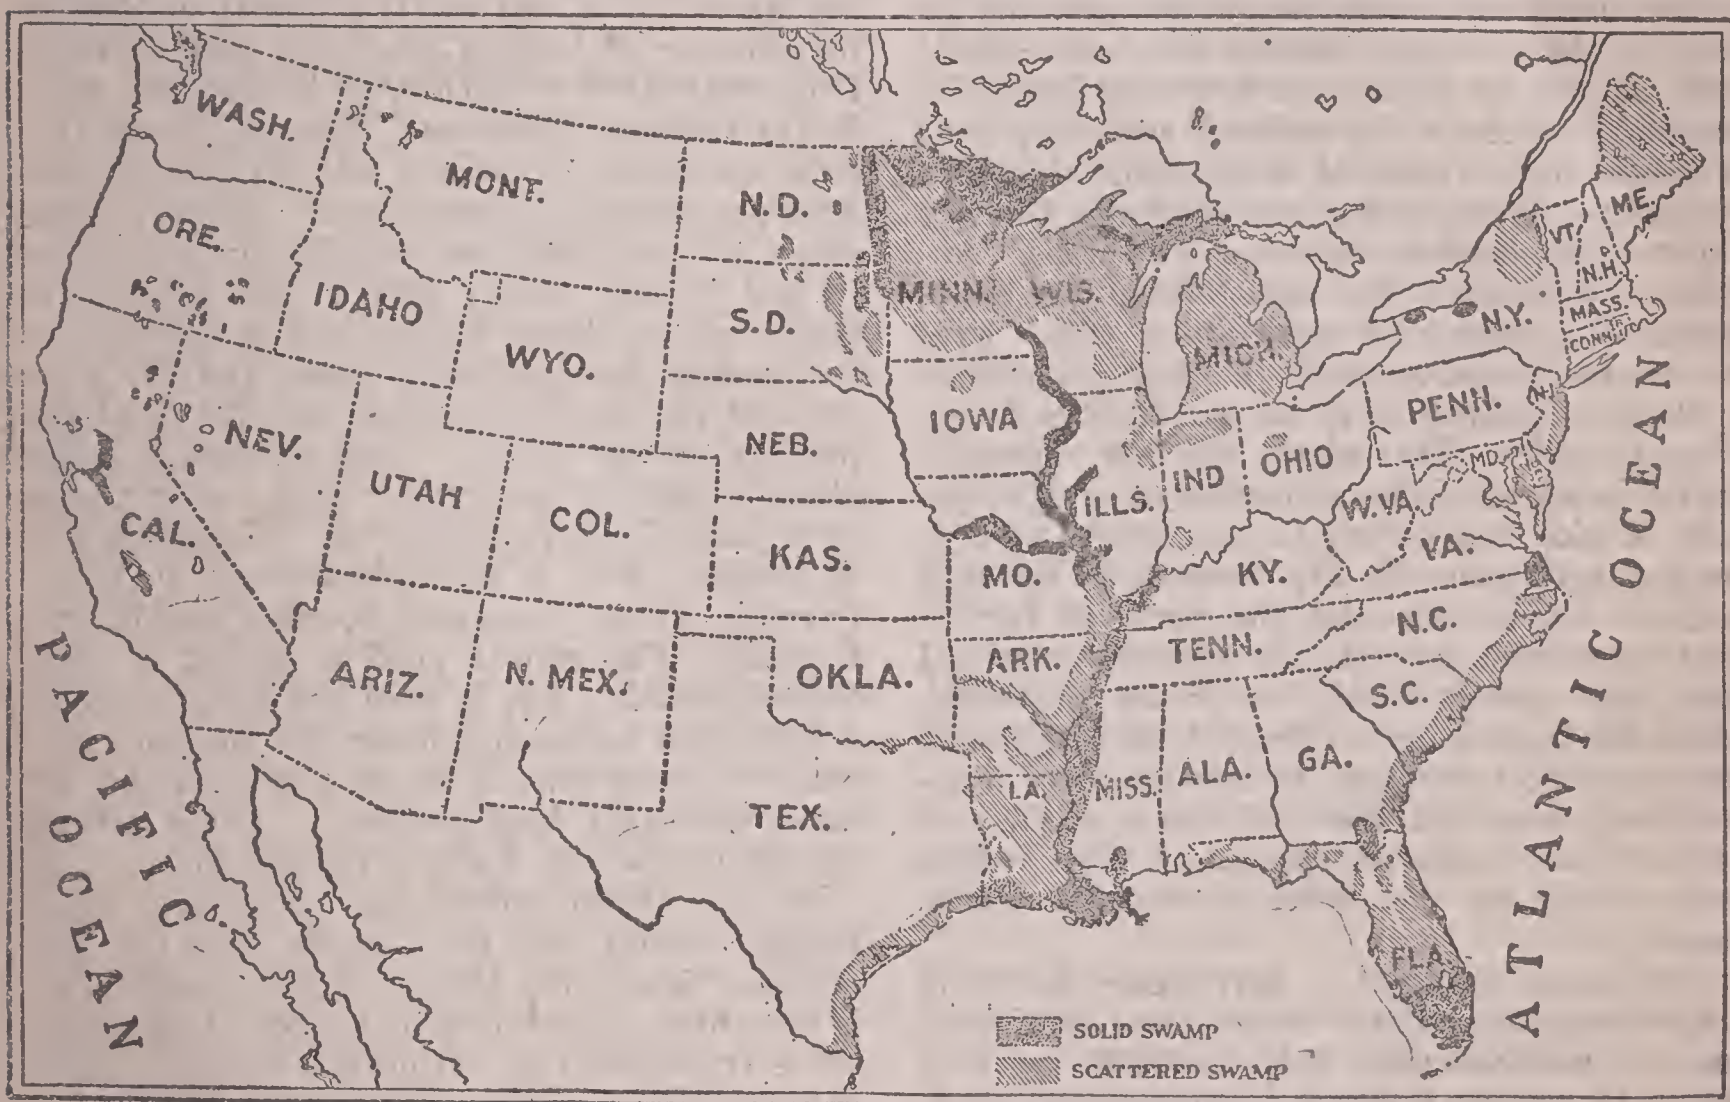 WASH.
MONT.
N.D.
ORE.
IDAHO
MINN.
WIS.
ME.
VT.
N.H.
S.D.
WYO.
MICH.
N.Y.
MASS.
CONN.
R.I.
NEV.
NEB.
IOWA
PENN.
N.J.
UTAH
COL.
ILLS.
IND
OHIO
MD.
W.VA.
VA.
CAL.
KAS.
MO.
KY.
ARIZ.
N. MEX.
OKLA.
ARK.
TENN.
N.C.
S.C.
TEX.
LA.
MISS.
ALA.
GA.
FLA.
PACIFIC
OCEAN
ATLANTIC OCEAN
SOLID SWAMP
SCATTERED SWAMP